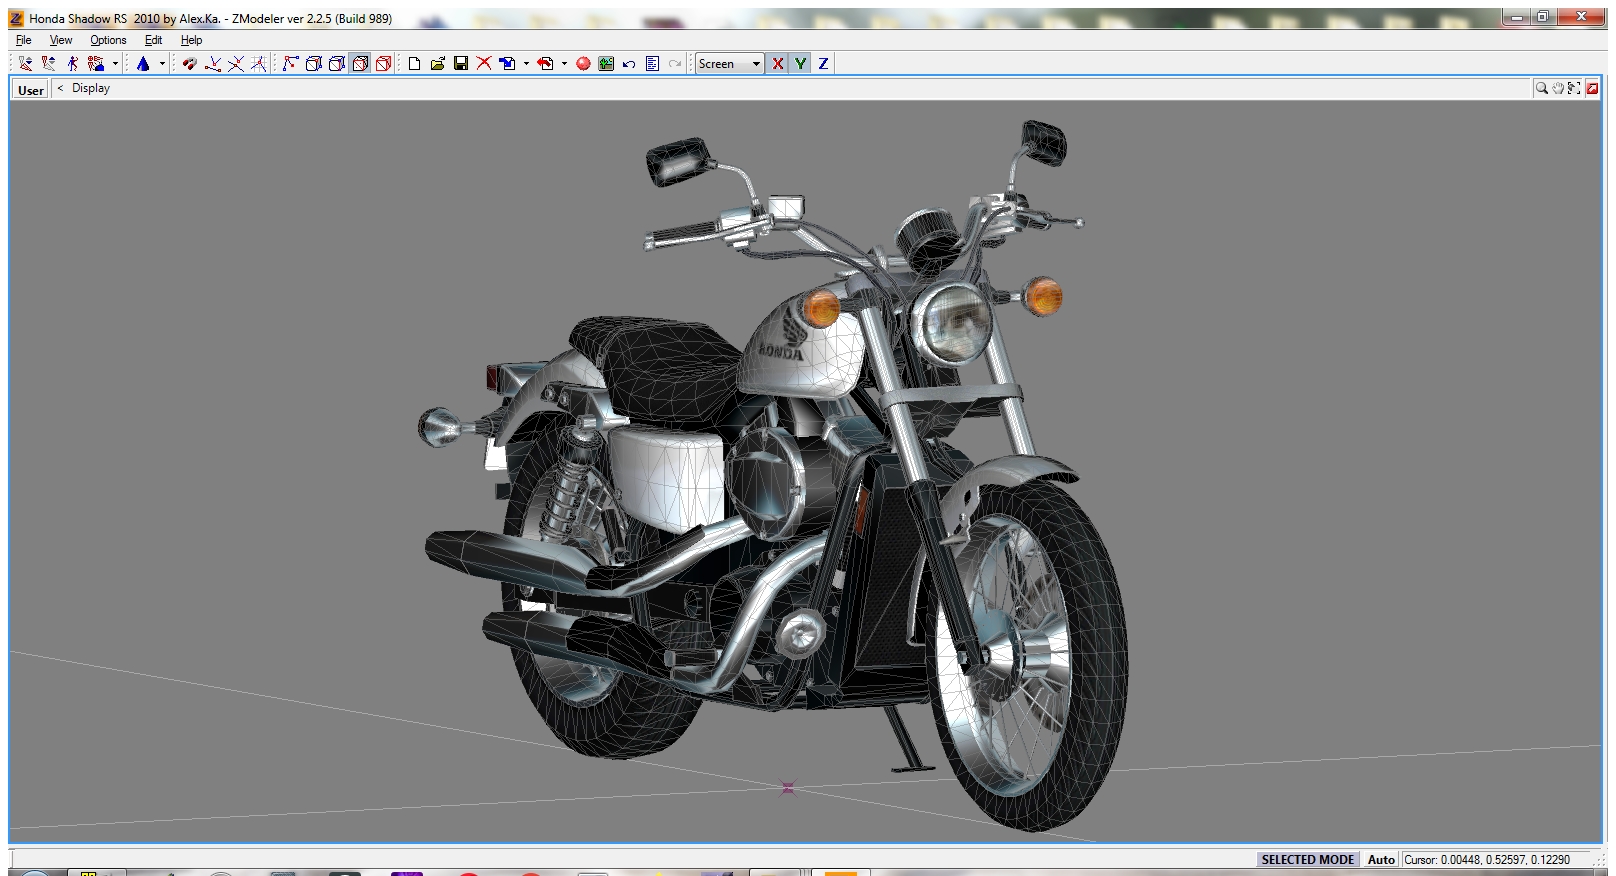 Honda Shadow RS  2010 by Alex.Ka. - ZModeler ver 2.2.5 (Build 989)
File View Options Edit Help
Screen X Y Z
User < Display
HONDA
SELECTED MODE Auto Cursor: 0.00448, 0.52597, 0.12290